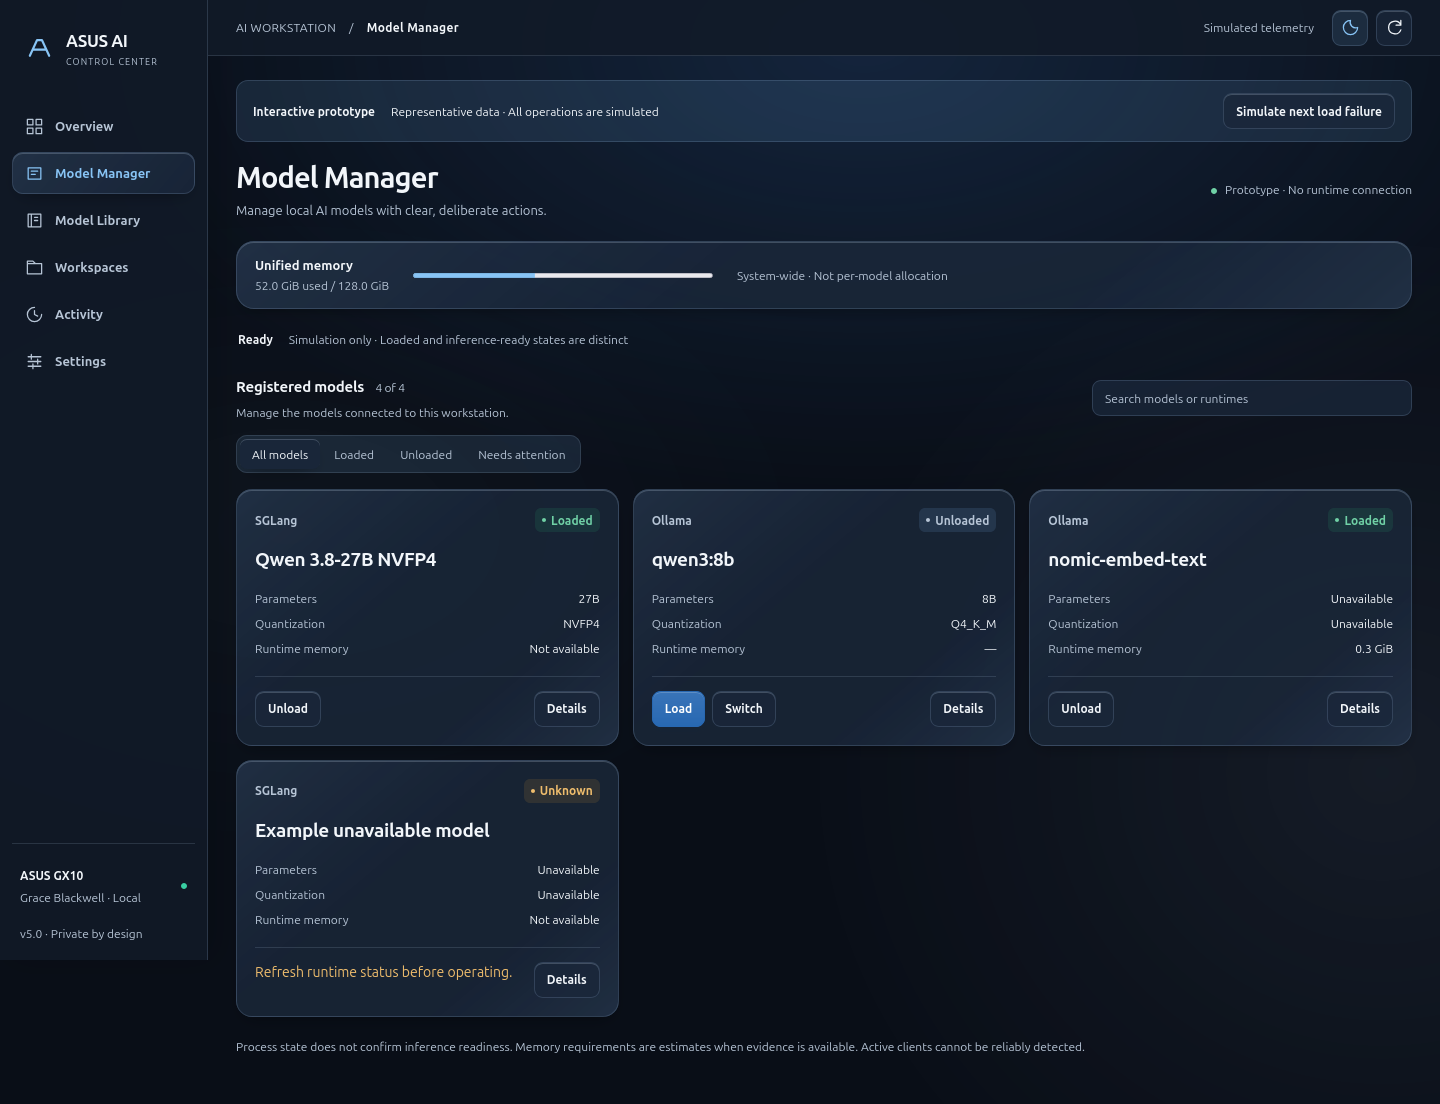 ASUS AI
CONTROL CENTER
Overview
Model Manager
Model Library
Workspaces
Activity
Settings
ASUS GX10
Grace Blackwell · Local
v5.0 · Private by design
AI WORKSTATION / Model Manager
Simulated telemetry
Interactive prototype Representative data · All operations are simulated
Simulate next load failure
Model Manager
Manage local AI models with clear, deliberate actions.
Prototype · No runtime connection
Unified memory
52.0 GiB used / 128.0 GiB
System-wide · Not per-model allocation
Ready Simulation only · Loaded and inference-ready states are distinct
Registered models 4 of 4
Manage the models connected to this workstation.
Search models or runtimes
All models Loaded Unloaded Needs attention
SGLang Loaded
Qwen 3.8-27B NVFP4
Parameters 27B
Quantization NVFP4
Runtime memory Not available
Unload Details
Ollama Unloaded
qwen3:8b
Parameters 8B
Quantization Q4_K_M
Runtime memory —
Load Switch Details
Ollama Loaded
nomic-embed-text
Parameters Unavailable
Quantization Unavailable
Runtime memory 0.3 GiB
Unload Details
SGLang Unknown
Example unavailable model
Parameters Unavailable
Quantization Unavailable
Runtime memory Not available
Refresh runtime status before operating. Details
Process state does not confirm inference readiness. Memory requirements are estimates when evidence is available. Active clients cannot be reliably detected.